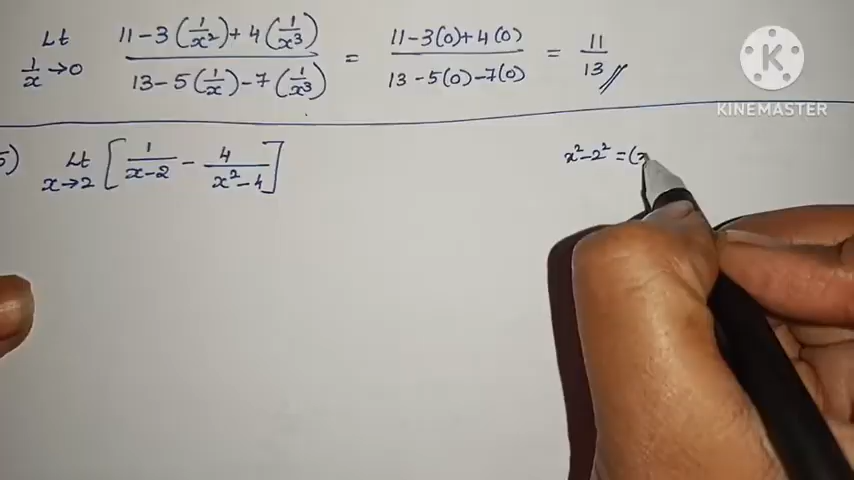 Lt 1/x→0 (11-3(1/x²)+4(1/x³))/(13-5(1/x)-7(1/x³)) = (11-3(0)+4(0))/(13-5(0)-7(0)) = 11/13 //
K
KINEMASTER
5) Lt x→2 [1/(x-2) - 4/(x²-4)]
x²-2² = (x